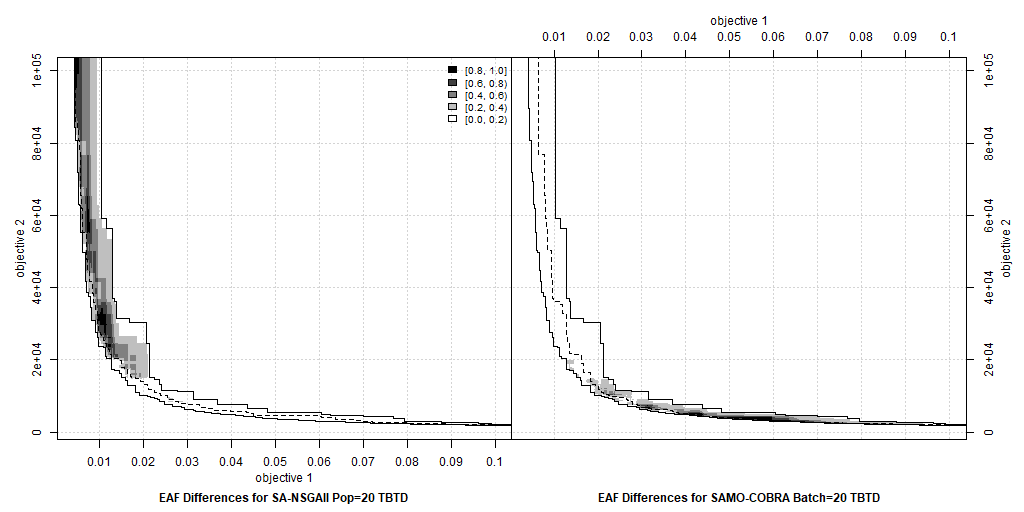 objective 1
0.01 0.02 0.03 0.04 0.05 0.06 0.07 0.08 0.09 0.1
1e+05
8e+04
6e+04
4e+04
2e+04
0
objective 2
[0.8, 1.0]
[0.6, 0.8)
[0.4, 0.6)
[0.2, 0.4)
[0.0, 0.2)
1e+05
8e+04
6e+04
4e+04
2e+04
0
objective 2
0.01 0.02 0.03 0.04 0.05 0.06 0.07 0.08 0.09 0.1
objective 1
EAF Differences for SA-NSGAII Pop=20 TBTD
EAF Differences for SAMO-COBRA Batch=20 TBTD